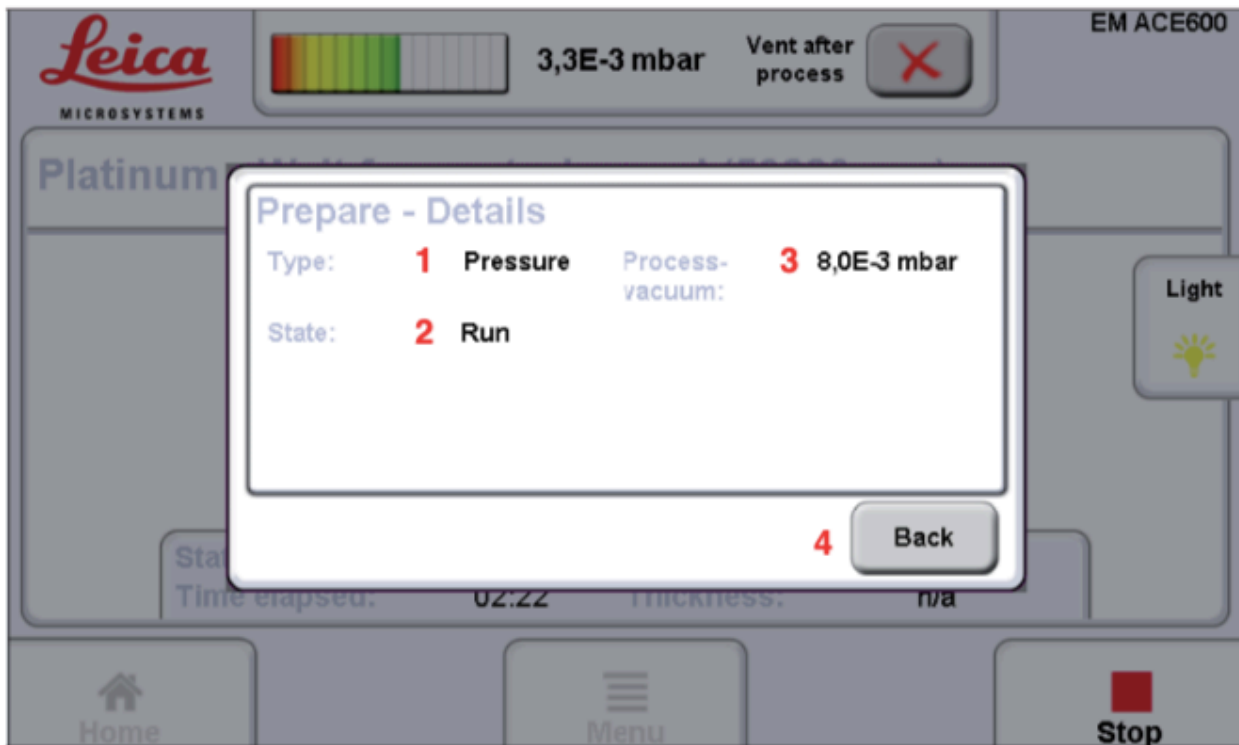 Leica
MICROSYSTEMS
3,3E-3 mbar
Vent after
process
EM ACE600
Platinum
Prepare - Details
Type: 1 Pressure
Process-
vacuum:
3 8,0E-3 mbar
State: 2 Run
Light
4 Back
Time elapsed: 02:22 Thickness: n/a
Home
Menu
Stop